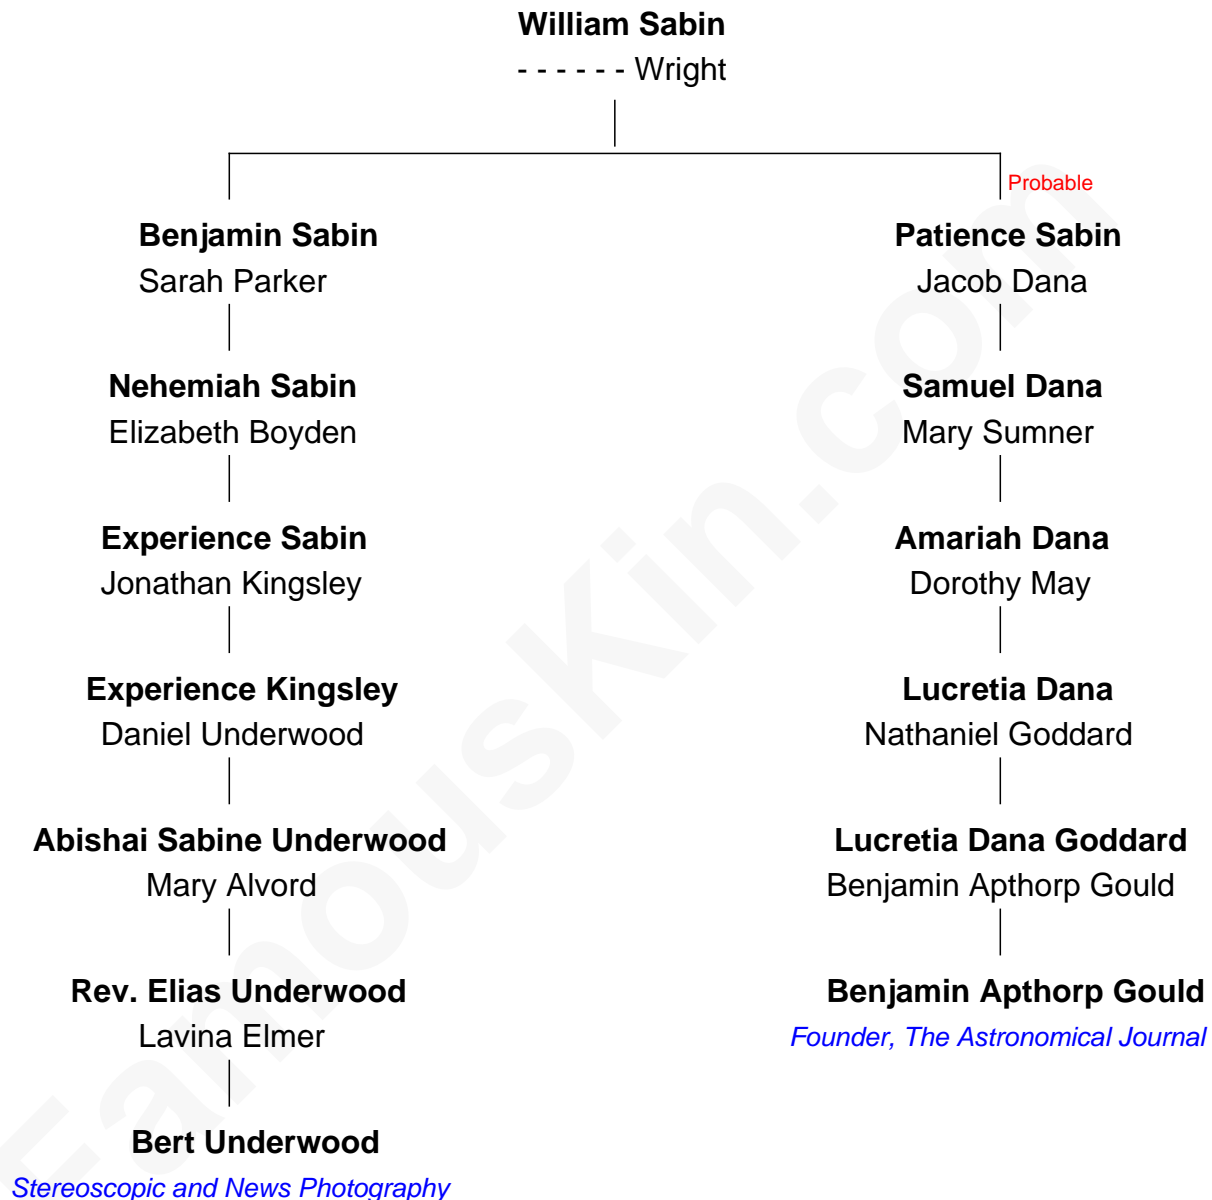 William Sabin
- - - - - - Wright
Probable
Benjamin Sabin
Sarah Parker
Patience Sabin
Jacob Dana
Nehemiah Sabin
Elizabeth Boyden
Samuel Dana
Mary Sumner
Experience Sabin
Jonathan Kingsley
Amariah Dana
Dorothy May
Experience Kingsley
Daniel Underwood
Lucretia Dana
Nathaniel Goddard
Abishai Sabine Underwood
Mary Alvord
Lucretia Dana Goddard
Benjamin Apthorp Gould
Rev. Elias Underwood
Lavina Elmer
Benjamin Apthorp Gould
Founder, The Astronomical Journal
Bert Underwood
Stereoscopic and News Photography
FamousKin.com